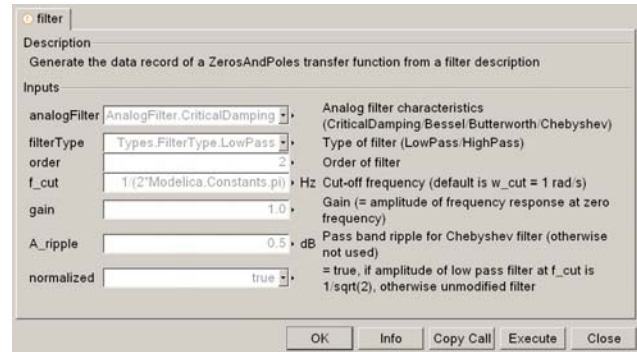 filter
Description
Generate the data record of a ZerosAndPoles transfer function from a filter description
Inputs
analogFilter AnalogFilter.CriticalDamping Analog filter characteristics
(CriticalDamping/Bessel/Butterworth/Chebyshev)
filterType Types.FilterType.LowPass Type of filter (LowPass/HighPass)
order 2 Order of filter
f_cut 1/(2*Modelica.Constants.pi) Hz Cut-off frequency (default is w_cut = 1 rad/s)
gain 1.0 Gain (= amplitude of frequency response at zero
frequency)
A_ripple 0.5 dB Pass band ripple for Chebyshev filter (otherwise
not used)
normalized true = true, if amplitude of low pass filter at f_cut is
1/sqrt(2), otherwise unmodified filter
OK Info Copy Call Execute Close